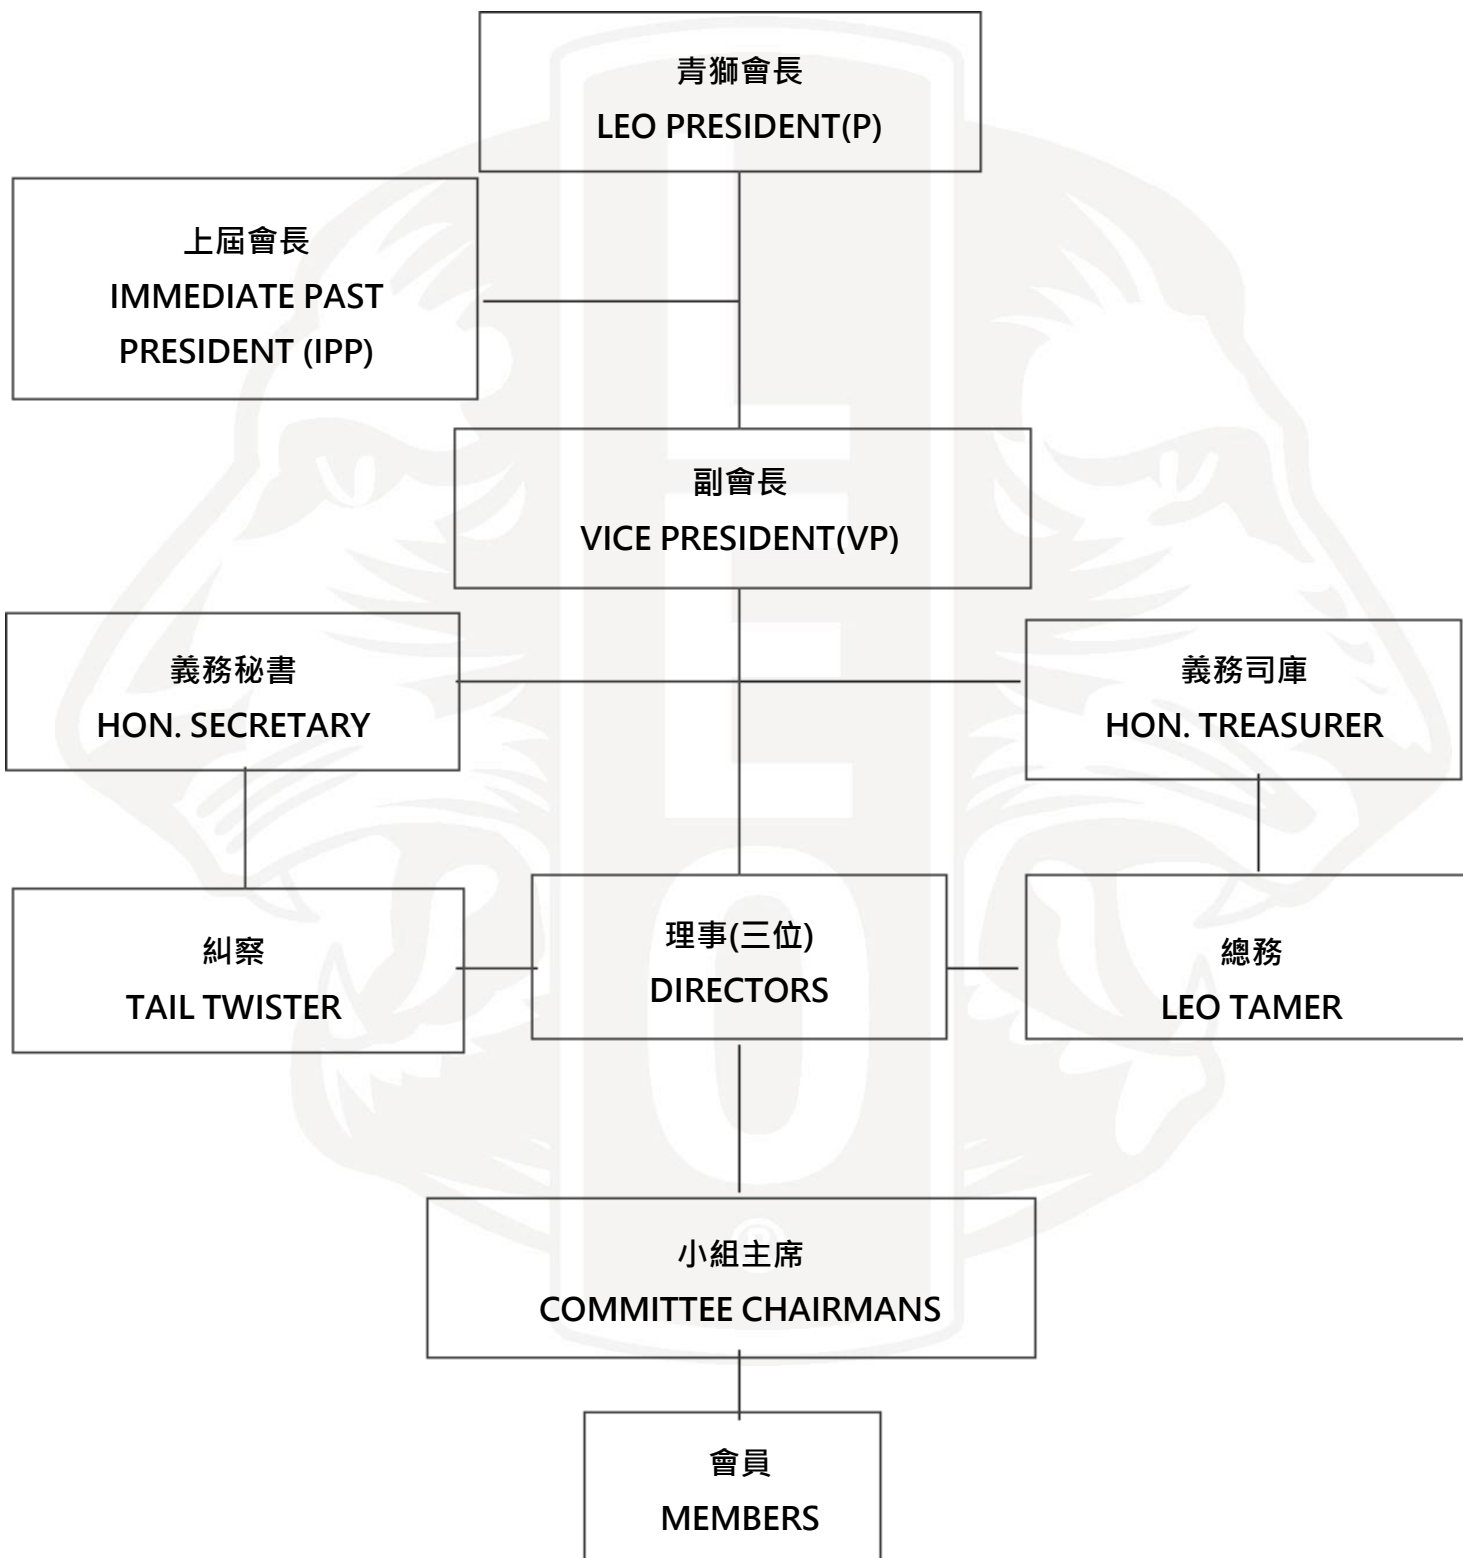 青獅會長
LEO PRESIDENT(P)
上屆會長
IMMEDIATE PAST
PRESIDENT (IPP)
副會長
VICE PRESIDENT(VP)
義務秘書
HON. SECRETARY
義務司庫
HON. TREASURER
糾察
TAIL TWISTER
理事(三位)
DIRECTORS
總務
LEO TAMER
小組主席
COMMITTEE CHAIRMANS
會員
MEMBERS
LEO
®